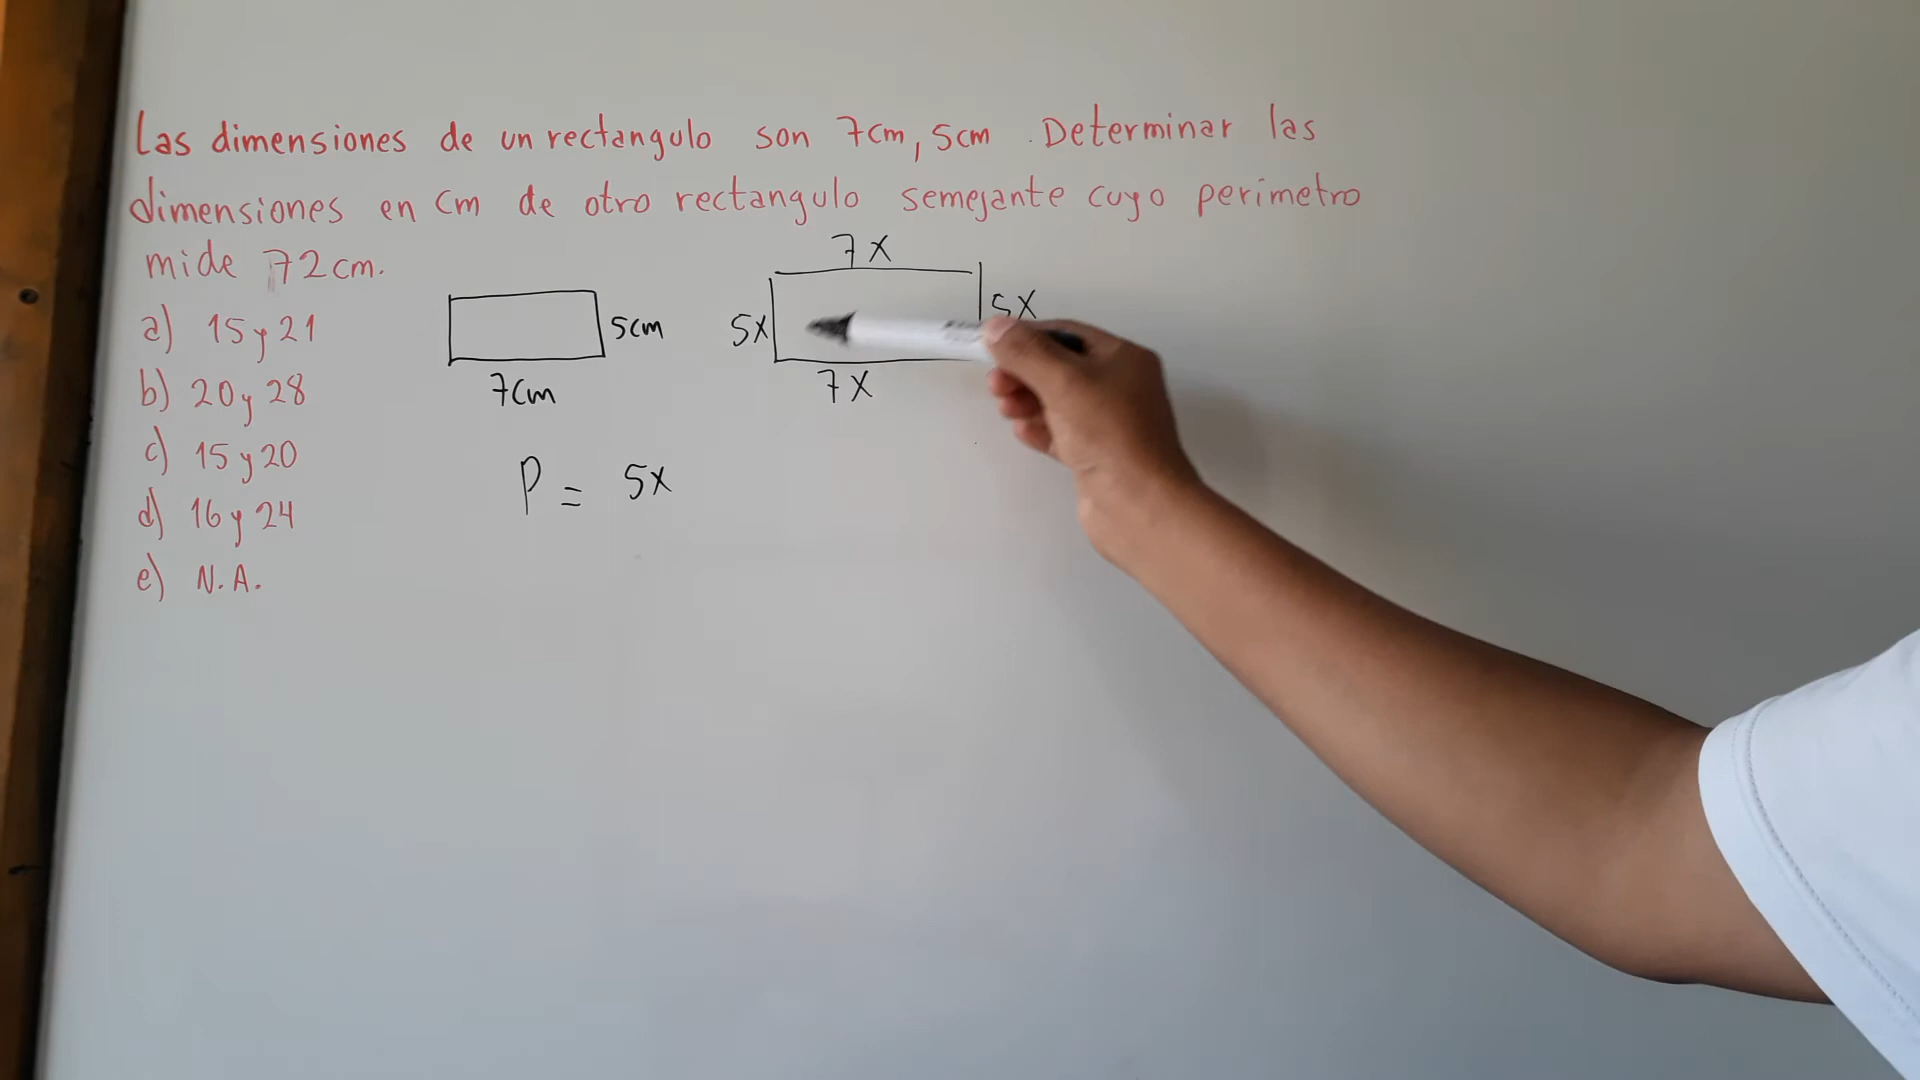 Las dimensiones de un rectangulo son 7cm, 5cm. Determinar las
dimensiones en cm de otro rectangulo semejante cuyo perimetro
mide 72cm.
a) 15 y 21
b) 20 y 28
c) 15 y 20
d) 16 y 24
e) N.A.
5cm
7cm
7X
5X
5X
7X
P = 5X